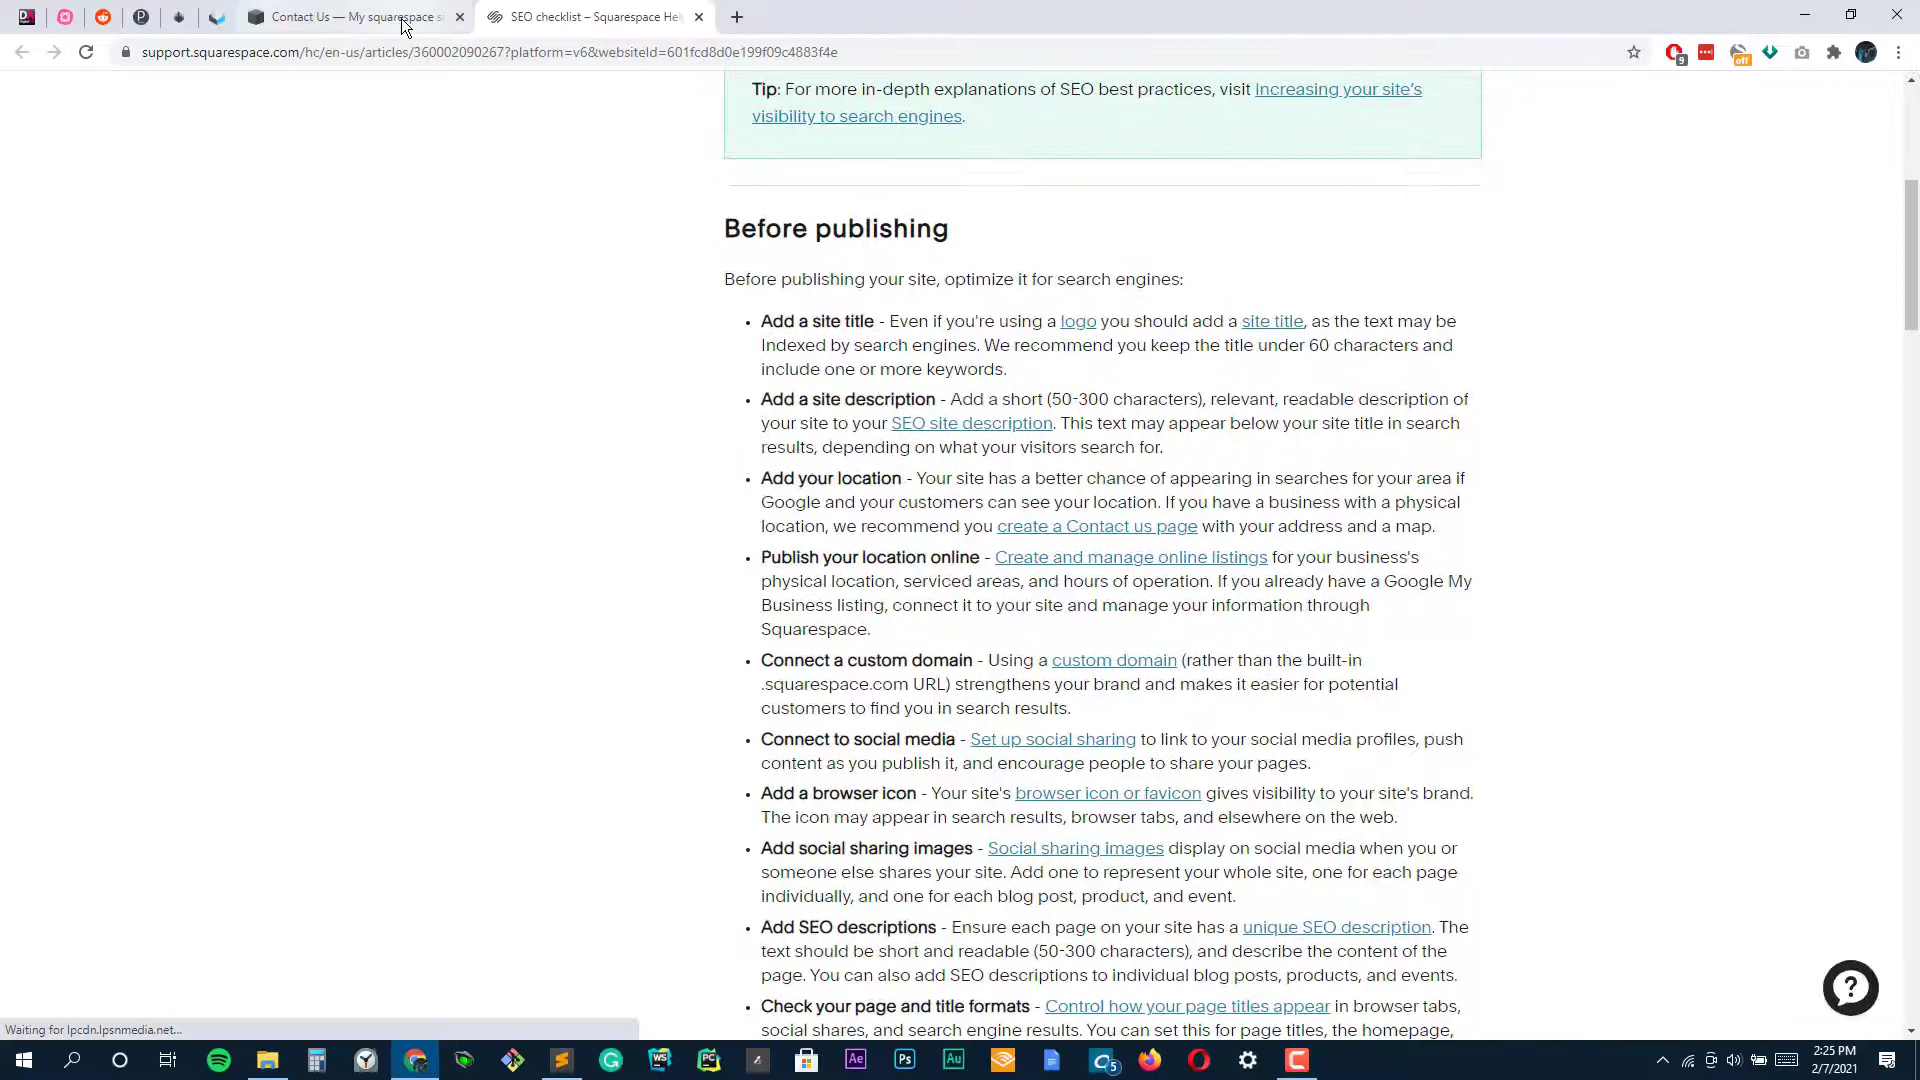 Contact Us — My squarespace si
SEO checklist – Squarespace Hel
support.squarespace.com/hc/en-us/articles/360002090267?platform=v6&websiteId=601fcd8d0e199f09c4883f4e
9
off
Tip: For more in-depth explanations of SEO best practices, visit Increasing your site's
visibility to search engines.
Before publishing
Before publishing your site, optimize it for search engines:
• Add a site title - Even if you're using a logo you should add a site title, as the text may be
Indexed by search engines. We recommend you keep the title under 60 characters and
include one or more keywords.
• Add a site description - Add a short (50-300 characters), relevant, readable description of
your site to your SEO site description. This text may appear below your site title in search
results, depending on what your visitors search for.
• Add your location - Your site has a better chance of appearing in searches for your area if
Google and your customers can see your location. If you have a business with a physical
location, we recommend you create a Contact us page with your address and a map.
• Publish your location online - Create and manage online listings for your business's
physical location, serviced areas, and hours of operation. If you already have a Google My
Business listing, connect it to your site and manage your information through
Squarespace.
• Connect a custom domain - Using a custom domain (rather than the built-in
.squarespace.com URL) strengthens your brand and makes it easier for potential
customers to find you in search results.
• Connect to social media - Set up social sharing to link to your social media profiles, push
content as you publish it, and encourage people to share your pages.
• Add a browser icon - Your site's browser icon or favicon gives visibility to your site's brand.
The icon may appear in search results, browser tabs, and elsewhere on the web.
• Add social sharing images - Social sharing images display on social media when you or
someone else shares your site. Add one to represent your whole site, one for each page
individually, and one for each blog post, product, and event.
• Add SEO descriptions - Ensure each page on your site has a unique SEO description. The
text should be short and readable (50-300 characters), and describe the content of the
page. You can also add SEO descriptions to individual blog posts, products, and events.
• Check your page and title formats - Control how your page titles appear in browser tabs,
social shares, and search engine results. You can set this for page titles, the homepage,
Waiting for lpcdn.lpsnmedia.net...
WS
PC
Ae
Ps
Au
5
2:25 PM
2/7/2021